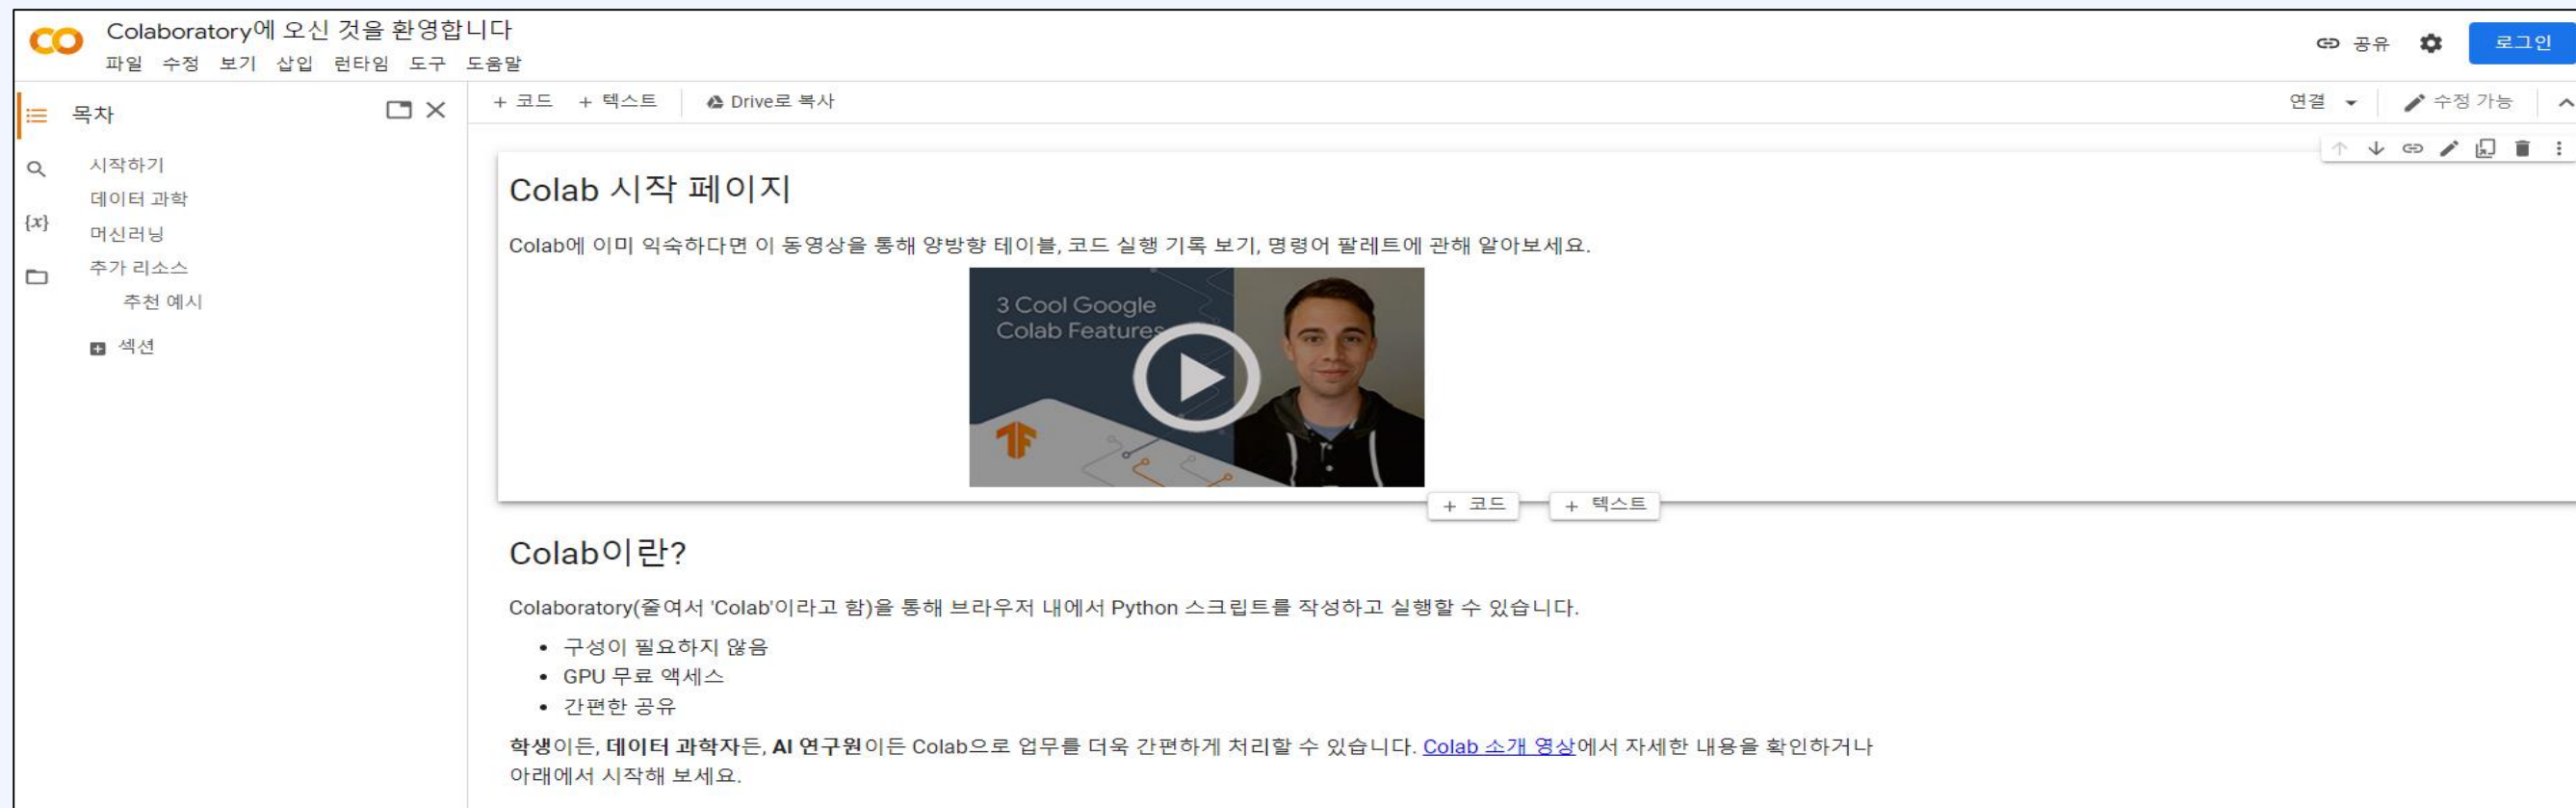 Colaboratory에 오신 것을 환영합니다
파일 수정 보기 삽입 런타임 도구 도움말
공유 로그인
목차
시작하기
데이터 과학
머신러닝
추가 리소스
추천 예시
섹션
+ 코드 + 텍스트 Drive로 복사
연결 수정 가능
Colab 시작 페이지
Colab에 이미 익숙하다면 이 동영상을 통해 양방향 테이블, 코드 실행 기록 보기, 명령어 팔레트에 관해 알아보세요.
3 Cool Google
Colab Features
+ 코드 + 텍스트
Colab이란?
Colaboratory(줄여서 'Colab'이라고 함)을 통해 브라우저 내에서 Python 스크립트를 작성하고 실행할 수 있습니다.
• 구성이 필요하지 않음
• GPU 무료 액세스
• 간편한 공유
학생이든, 데이터 과학자든, AI 연구원이든 Colab으로 업무를 더욱 간편하게 처리할 수 있습니다. Colab 소개 영상에서 자세한 내용을 확인하거나
아래에서 시작해 보세요.
{x}